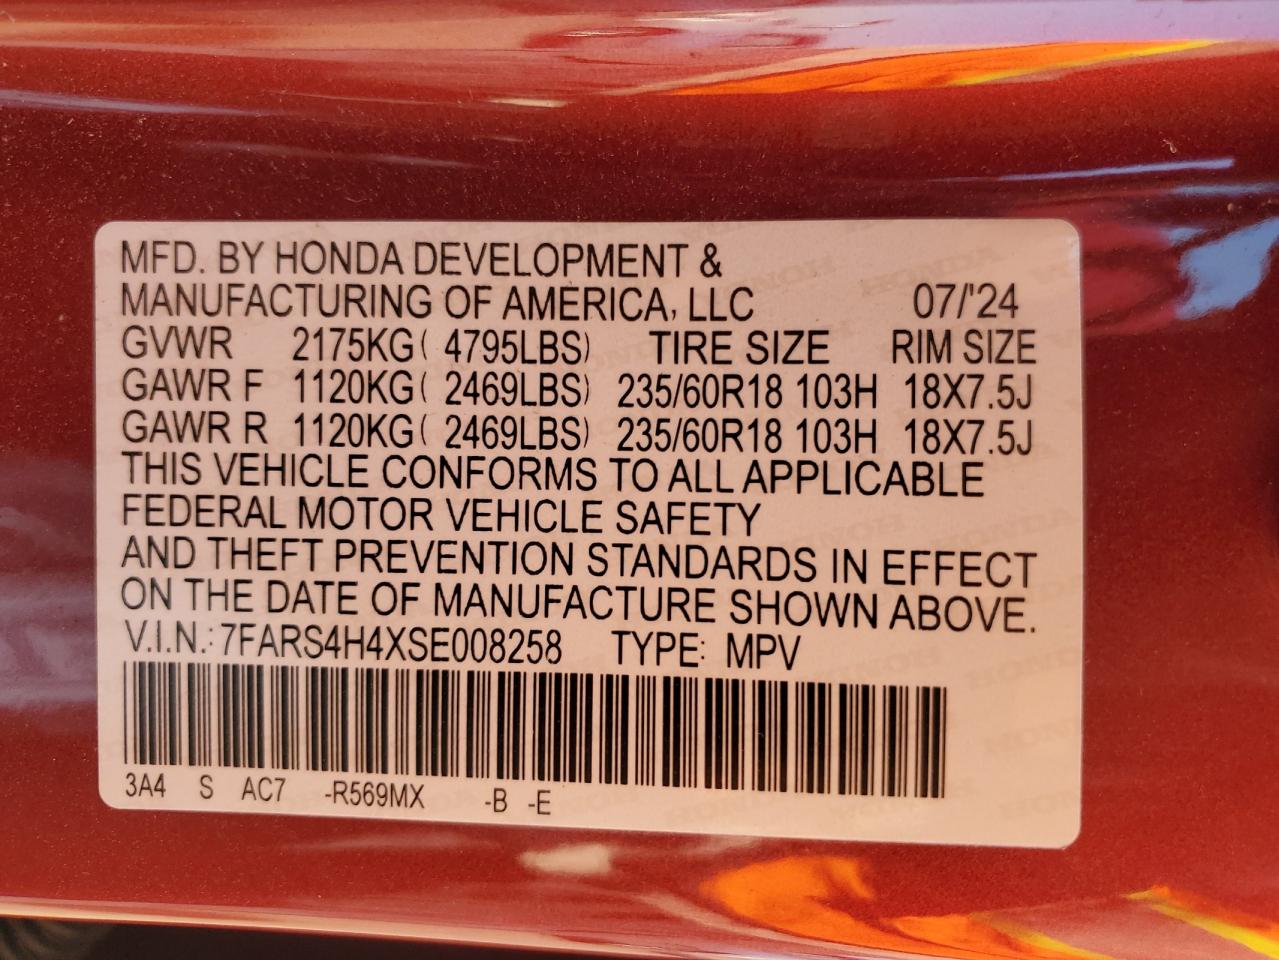 MFD. BY HONDA DEVELOPMENT &
MANUFACTURING OF AMERICA, LLC 07/'24
GVWR 2175KG( 4795LBS) TIRE SIZE RIM SIZE
GAWR F 1120KG( 2469LBS) 235/60R18 103H 18X7.5J
GAWR R 1120KG( 2469LBS) 235/60R18 103H 18X7.5J
THIS VEHICLE CONFORMS TO ALL APPLICABLE
FEDERAL MOTOR VEHICLE SAFETY
AND THEFT PREVENTION STANDARDS IN EFFECT
ON THE DATE OF MANUFACTURE SHOWN ABOVE.
V.I.N.: 7FARS4H4XSE008258 TYPE: MPV
3A4 S AC7 -R569MX -B -E